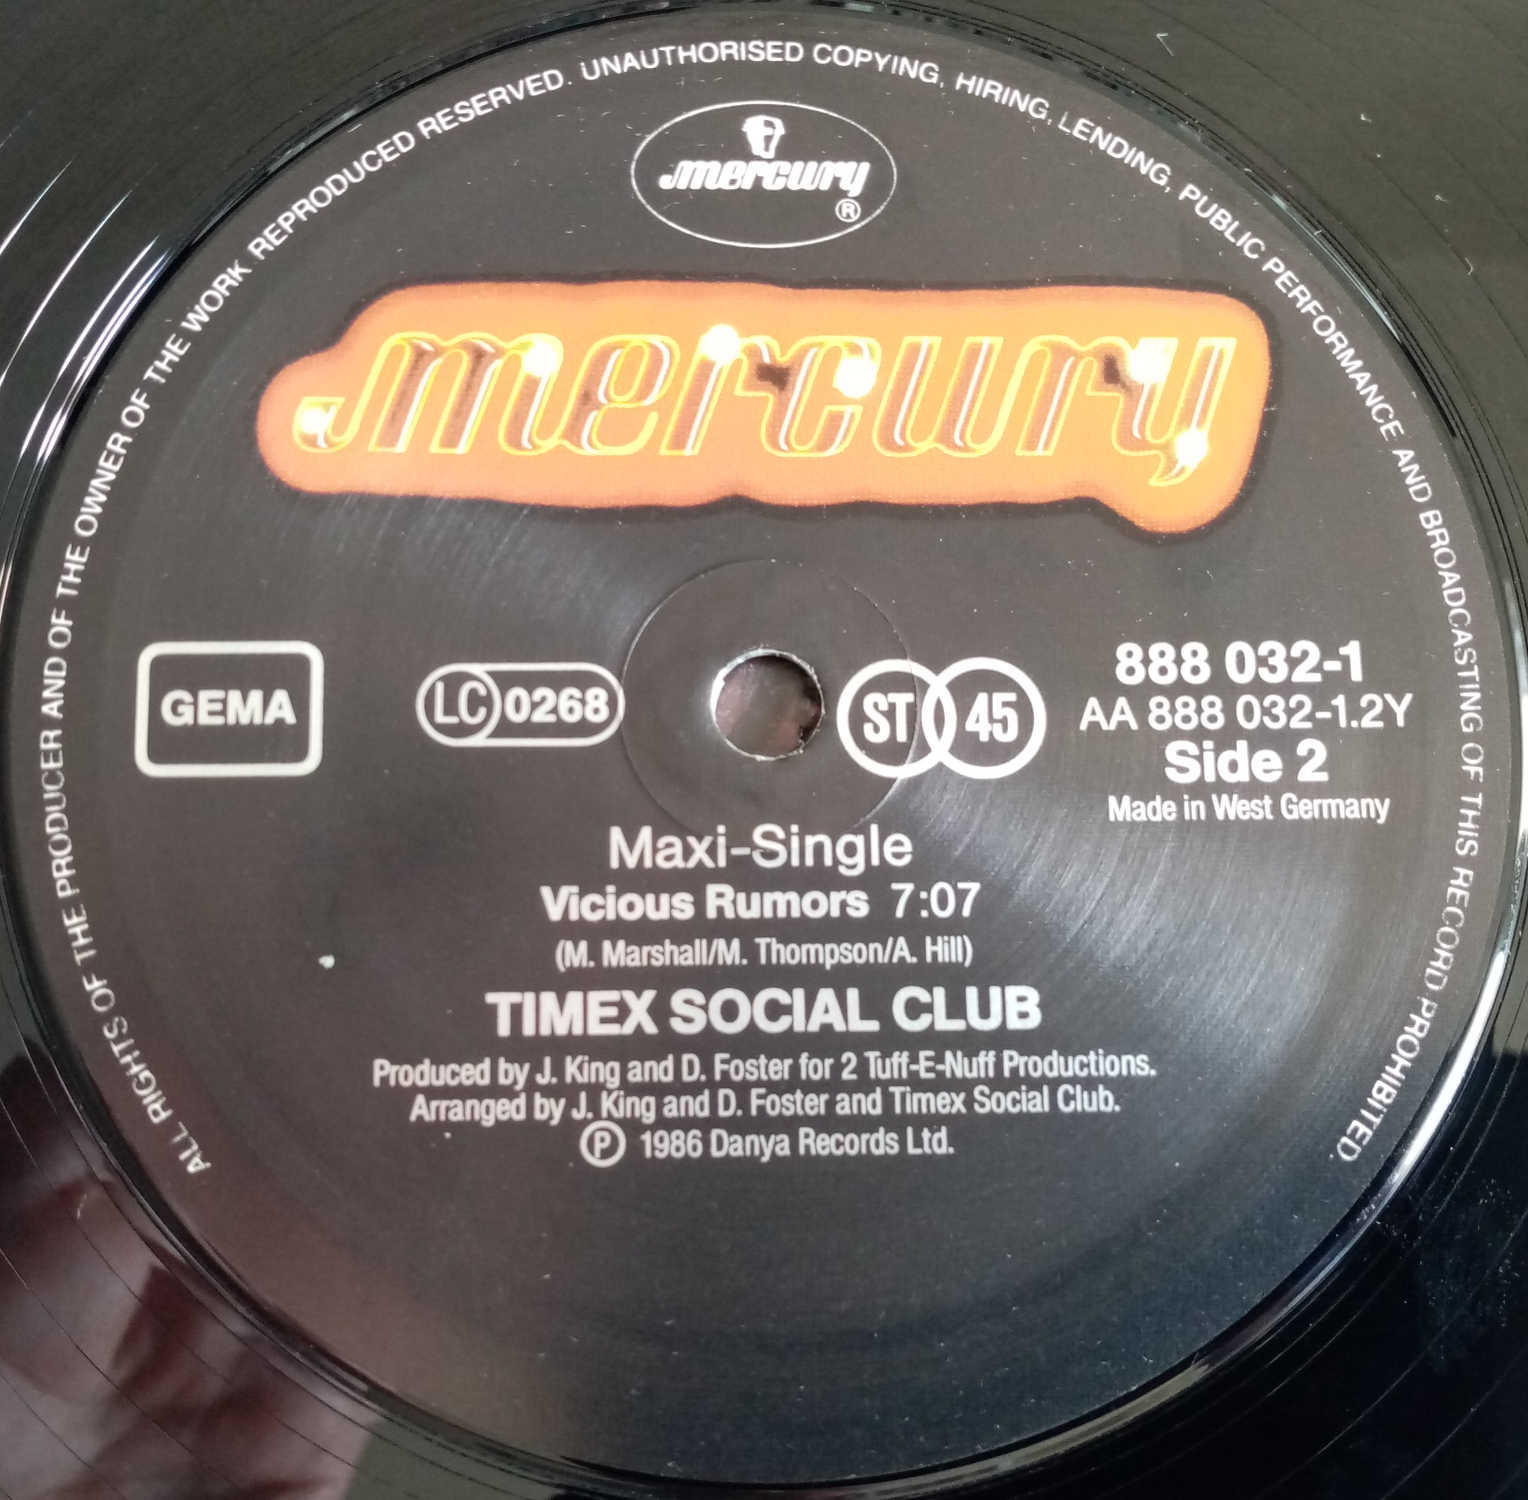 ALL RIGHTS OF THE PRODUCER AND OF THE OWNER OF THE WORK REPRODUCED RESERVED. UNAUTHORISED COPYING, HIRING, LENDING, PUBLIC PERFORMANCE AND BROADCASTING OF THIS RECORD PROHIBITED.
mercury
®
mercury
GEMA
LC 0268
ST 45
888 032-1
AA 888 032-1.2Y
Side 2
Made in West Germany
Maxi-Single
Vicious Rumors 7:07
(M. Marshall/M. Thompson/A. Hill)
TIMEX SOCIAL CLUB
Produced by J. King and D. Foster for 2 Tuff-E-Nuff Productions.
Arranged by J. King and D. Foster and Timex Social Club.
℗ 1986 Danya Records Ltd.